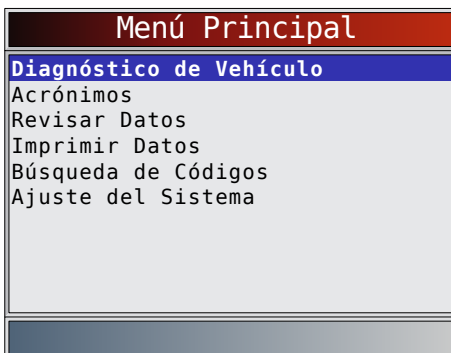 Menú Principal
Diagnóstico de Vehículo
Acrónimos
Revisar Datos
Imprimir Datos
Búsqueda de Códigos
Ajuste del Sistema